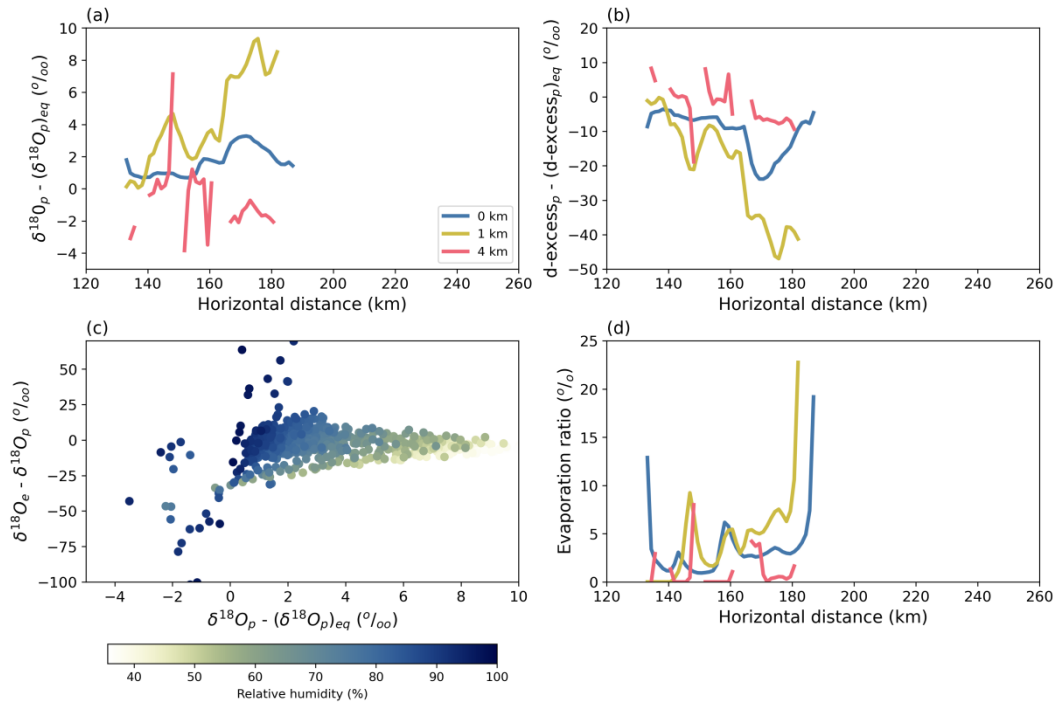 (a)
δ¹⁸0ₚ - (δ¹⁸Oₚ)ₑq (º/ₒₒ)
10
8
6
4
2
0
−2
−4
0 km
1 km
4 km
120 140 160 180 200 220 240 260
Horizontal distance (km)
(b)
d-excessₚ - (d-excessₚ)ₑq (º/ₒₒ)
20
10
0
−10
−20
−30
−40
−50
120 140 160 180 200 220 240 260
Horizontal distance (km)
(c)
δ¹⁸Oₑ - δ¹⁸Oₚ (º/ₒₒ)
50
25
0
−25
−50
−75
−100
−4 −2 0 2 4 6 8 10
δ¹⁸Oₚ - (δ¹⁸Oₚ)ₑq (º/ₒₒ)
40 50 60 70 80 90 100
Relative humidity (%)
(d)
Evaporation ratio (º/ₒ)
25
20
15
10
5
0
120 140 160 180 200 220 240 260
Horizontal distance (km)